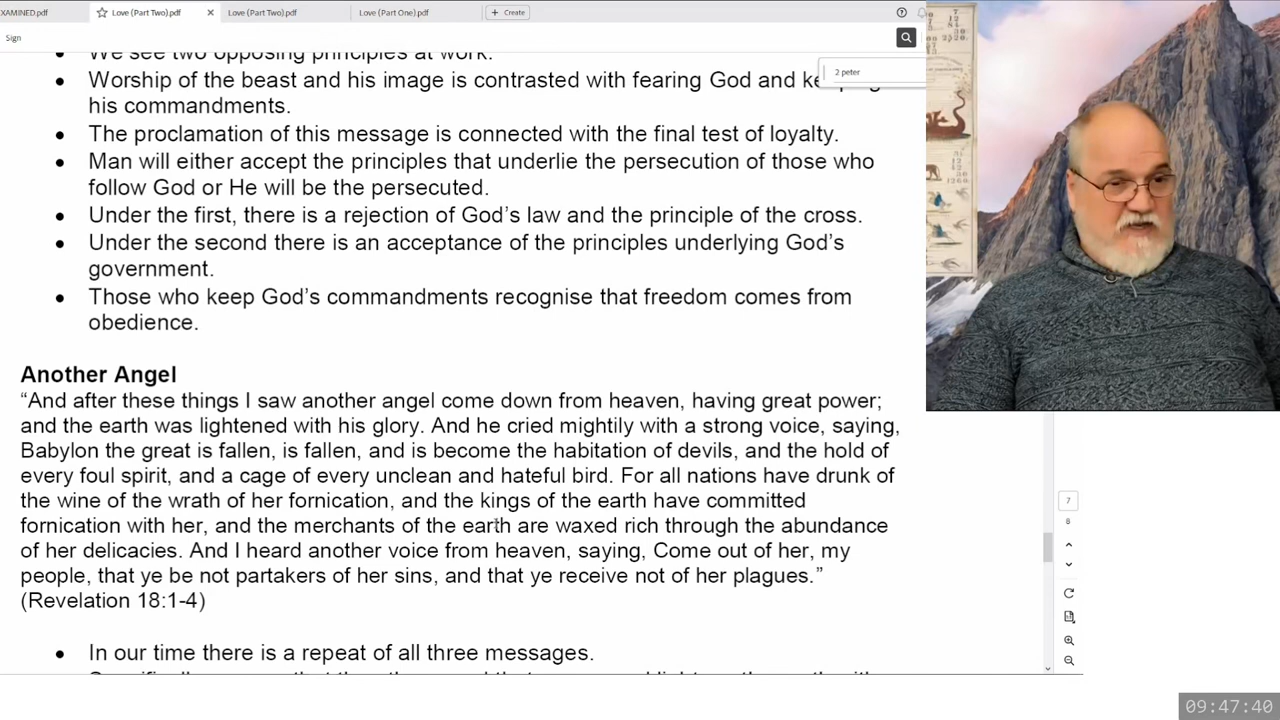 XAMINED.pdf
Love (Part Two).pdf
Love (Part Two).pdf
Love (Part One).pdf
Create
Sign
2 peter
We see two opposing principles at work.
Worship of the beast and his image is contrasted with fearing God and
his commandments.
The proclamation of this message is connected with the final test of loyalty.
Man will either accept the principles that underlie the persecution of those who
follow God or He will be the persecuted.
Under the first, there is a rejection of God’s law and the principle of the cross.
Under the second there is an acceptance of the principles underlying God’s
government.
Those who keep God’s commandments recognise that freedom comes from
obedience.
Another Angel
“And after these things I saw another angel come down from heaven, having great power;
and the earth was lightened with his glory. And he cried mightily with a strong voice, saying,
Babylon the great is fallen, is fallen, and is become the habitation of devils, and the hold of
every foul spirit, and a cage of every unclean and hateful bird. For all nations have drunk of
the wine of the wrath of her fornication, and the kings of the earth have committed
fornication with her, and the merchants of the earth are waxed rich through the abundance
of her delicacies. And I heard another voice from heaven, saying, Come out of her, my
people, that ye be not partakers of her sins, and that ye receive not of her plagues.”
(Revelation 18:1-4)
In our time there is a repeat of all three messages.
7
8
09:47:40